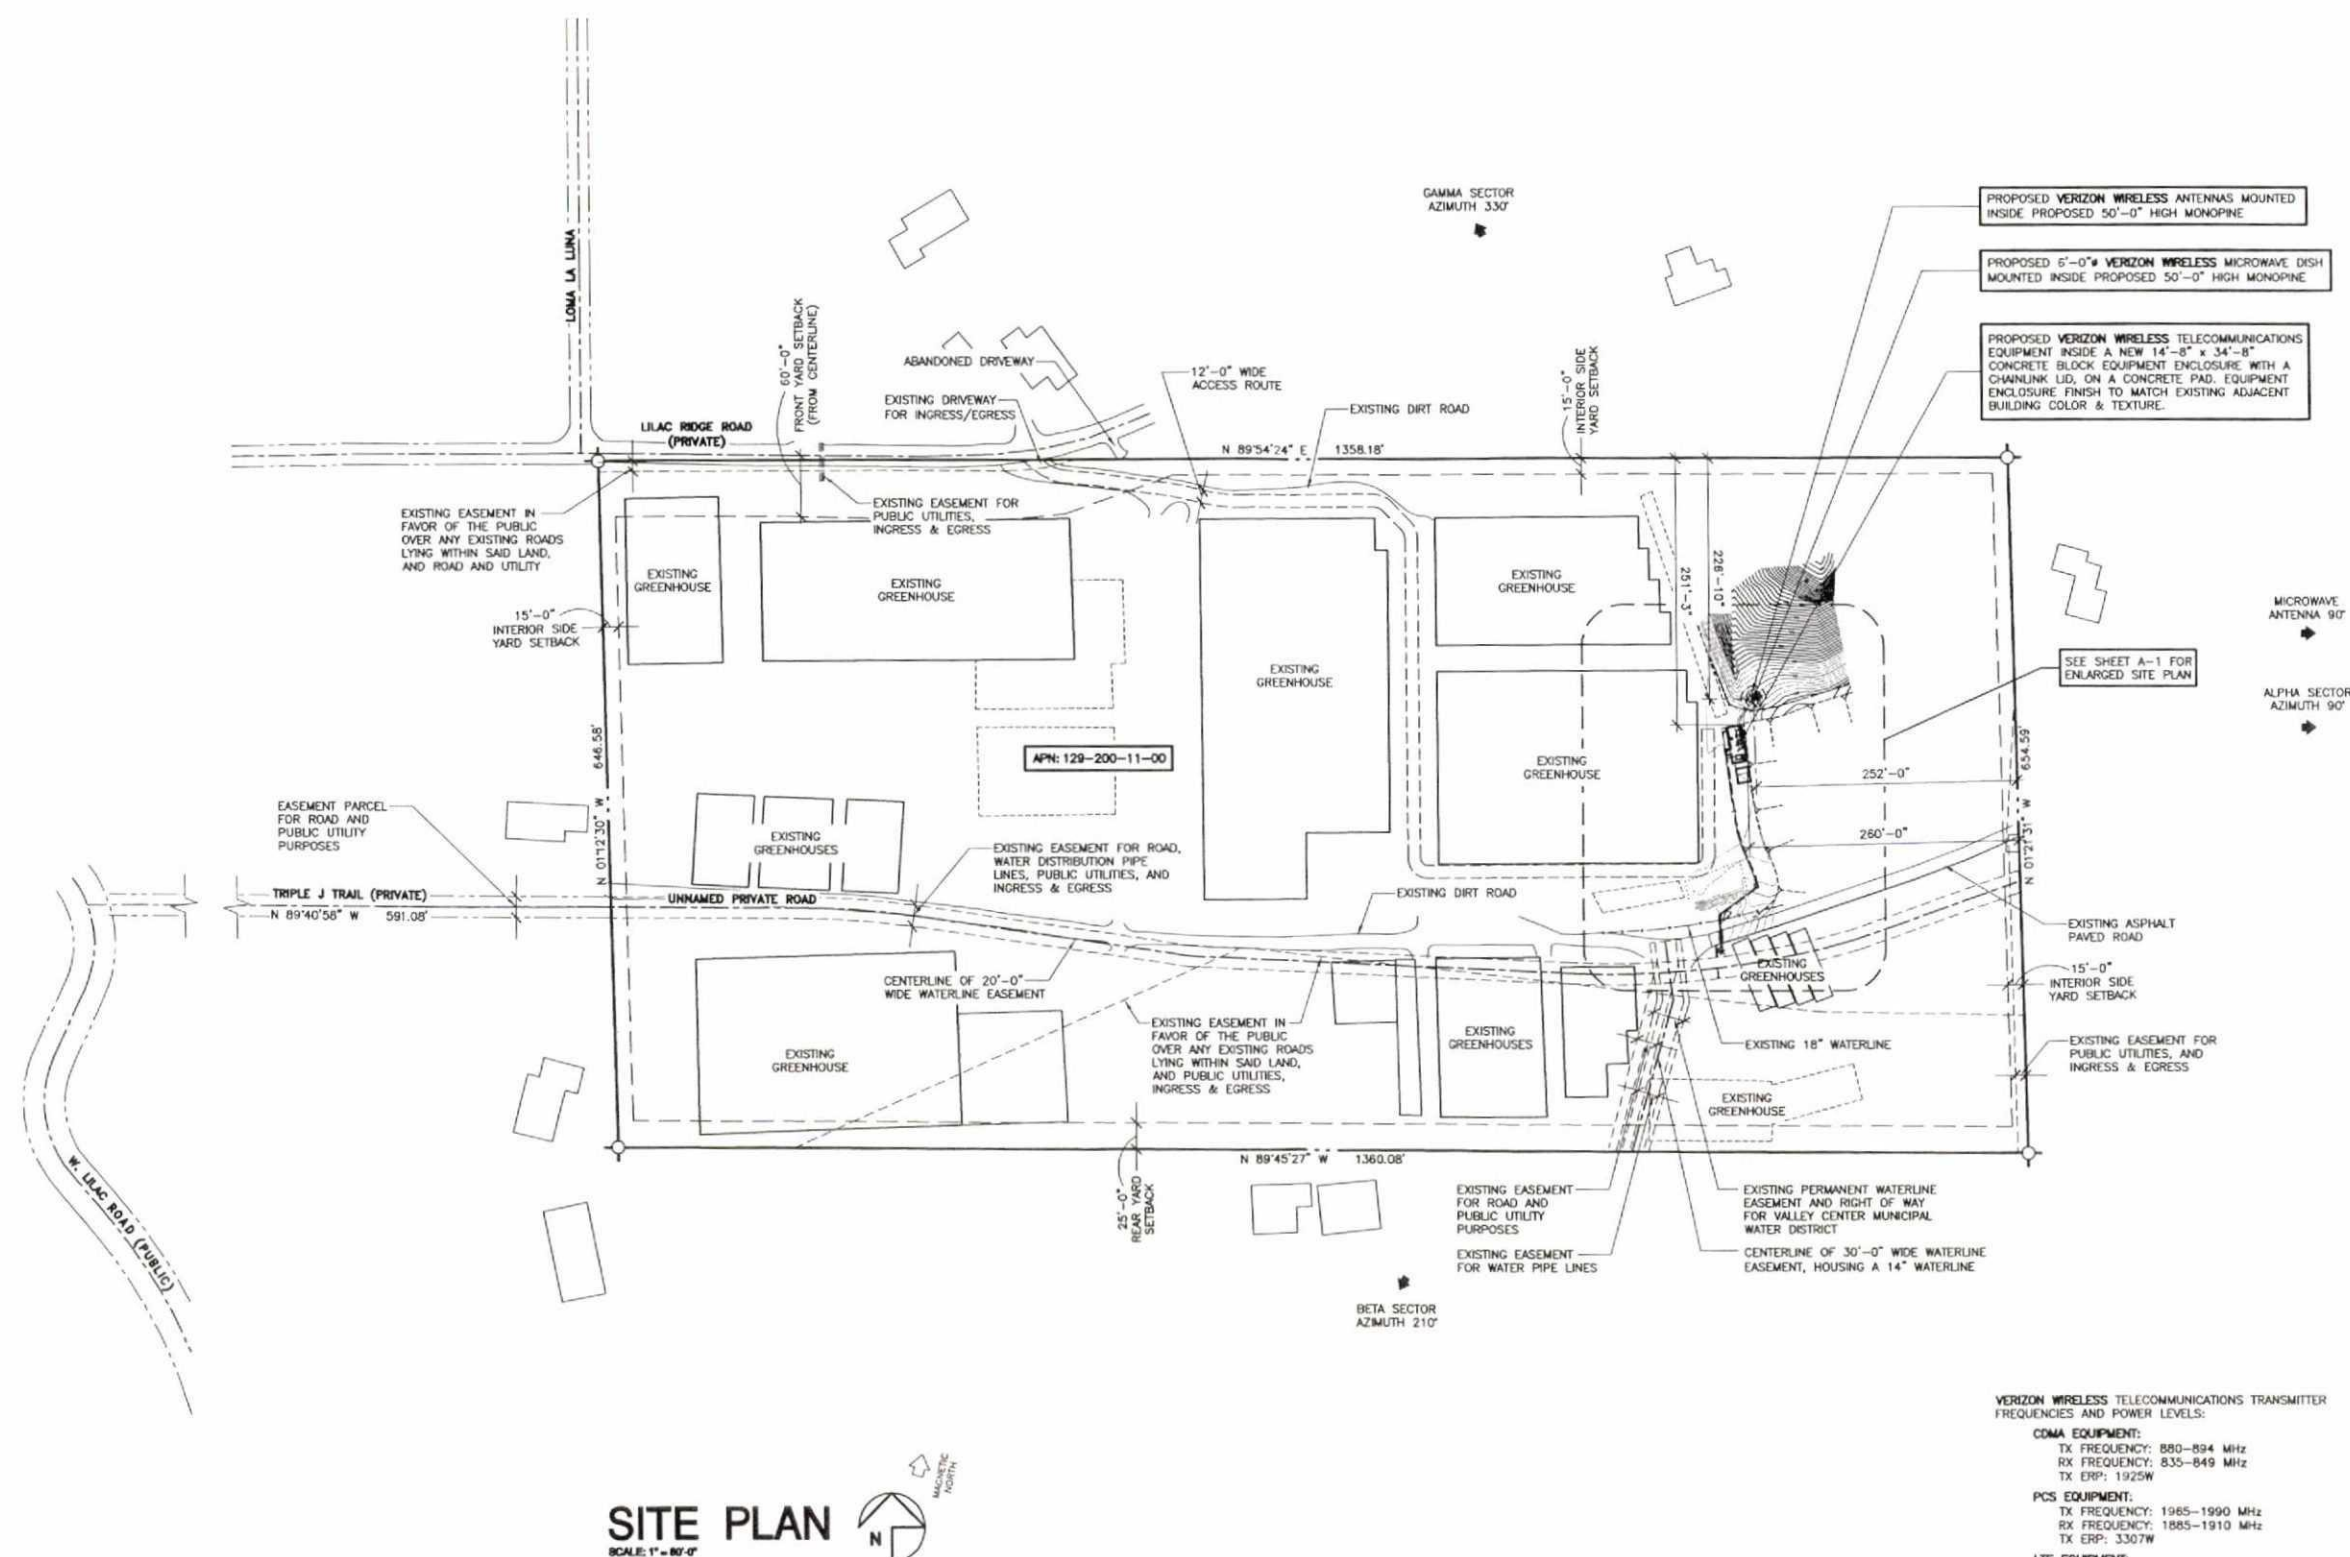 GAMMA SECTOR
AZIMUTH 330°
PROPOSED VERIZON WIRELESS ANTENNAS MOUNTED
INSIDE PROPOSED 50'-0" HIGH MONOPINE
PROPOSED 6'-0"ø VERIZON WIRELESS MICROWAVE DISH
MOUNTED INSIDE PROPOSED 50'-0" HIGH MONOPINE
PROPOSED VERIZON WIRELESS TELECOMMUNICATIONS
EQUIPMENT INSIDE A NEW 14'-8" x 34'-8"
CONCRETE BLOCK EQUIPMENT ENCLOSURE WITH A
CHAINLINK LID, ON A CONCRETE PAD. EQUIPMENT
ENCLOSURE FINISH TO MATCH EXISTING ADJACENT
BUILDING COLOR & TEXTURE.
LOMA LA LUNA
60'-0"
FRONT YARD SETBACK
(FROM CENTERLINE)
ABANDONED DRIVEWAY
EXISTING DRIVEWAY
FOR INGRESS/EGRESS
12'-0" WIDE
ACCESS ROUTE
EXISTING DIRT ROAD
15'-0"
INTERIOR SIDE
YARD SETBACK
LILAC RIDGE ROAD
(PRIVATE)
N 89°54'24" E 1358.18'
EXISTING EASEMENT IN
FAVOR OF THE PUBLIC
OVER ANY EXISTING ROADS
LYING WITHIN SAID LAND,
AND ROAD AND UTILITY
EXISTING EASEMENT FOR
PUBLIC UTILITIES,
INGRESS & EGRESS
EXISTING
GREENHOUSE
EXISTING
GREENHOUSE
EXISTING
GREENHOUSE
251'-3"
226'-10"
15'-0"
INTERIOR SIDE
YARD SETBACK
MICROWAVE
ANTENNA 90°
EXISTING
GREENHOUSE
SEE SHEET A-1 FOR
ENLARGED SITE PLAN
ALPHA SECTOR
AZIMUTH 90°
APN: 129-200-11-00
EXISTING
GREENHOUSE
252'-0"
N 01°12'30" W 646.58'
N 01°21'31" W 654.59'
EASEMENT PARCEL
FOR ROAD AND
PUBLIC UTILITY
PURPOSES
EXISTING
GREENHOUSES
EXISTING EASEMENT FOR ROAD,
WATER DISTRIBUTION PIPE
LINES, PUBLIC UTILITIES, AND
INGRESS & EGRESS
260'-0"
TRIPLE J TRAIL (PRIVATE)
N 89°40'58" W 591.08'
UNNAMED PRIVATE ROAD
EXISTING DIRT ROAD
EXISTING ASPHALT
PAVED ROAD
EXISTING
GREENHOUSES
15'-0"
INTERIOR SIDE
YARD SETBACK
CENTERLINE OF 20'-0"
WIDE WATERLINE EASEMENT
EXISTING EASEMENT IN
FAVOR OF THE PUBLIC
OVER ANY EXISTING ROADS
LYING WITHIN SAID LAND,
AND PUBLIC UTILITIES,
INGRESS & EGRESS
EXISTING
GREENHOUSES
EXISTING 18" WATERLINE
EXISTING EASEMENT FOR
PUBLIC UTILITIES, AND
INGRESS & EGRESS
EXISTING
GREENHOUSE
EXISTING
GREENHOUSE
N 89°45'27" W 1360.08'
25'-0"
REAR YARD
SETBACK
W. LILAC ROAD (PUBLIC)
EXISTING EASEMENT
FOR ROAD AND
PUBLIC UTILITY
PURPOSES
EXISTING EASEMENT
FOR WATER PIPE LINES
EXISTING PERMANENT WATERLINE
EASEMENT AND RIGHT OF WAY
FOR VALLEY CENTER MUNICIPAL
WATER DISTRICT
CENTERLINE OF 30'-0" WIDE WATERLINE
EASEMENT, HOUSING A 14" WATERLINE
BETA SECTOR
AZIMUTH 210°
VERIZON WIRELESS TELECOMMUNICATIONS TRANSMITTER
FREQUENCIES AND POWER LEVELS:
CDMA EQUIPMENT:
TX FREQUENCY: 880-894 MHz
RX FREQUENCY: 835-849 MHz
TX ERP: 1925W
PCS EQUIPMENT:
TX FREQUENCY: 1965-1990 MHz
RX FREQUENCY: 1885-1910 MHz
TX ERP: 3307W
MAGNETIC
NORTH
SITE PLAN
N
SCALE: 1" = 80'-0"